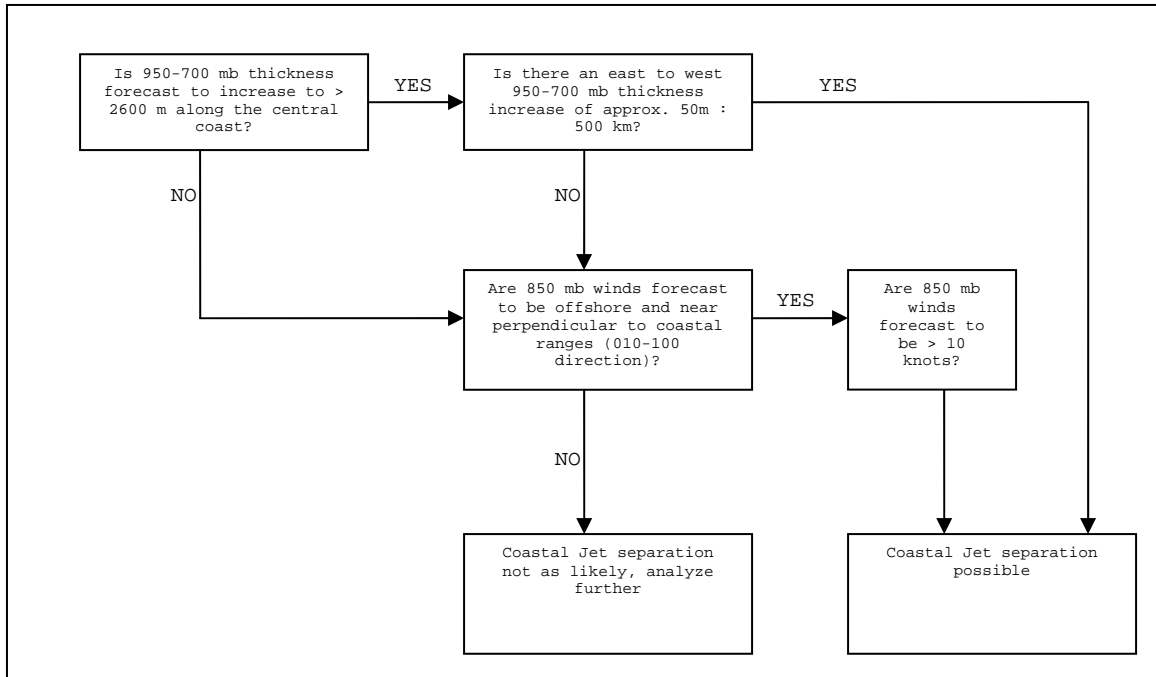 Is 950-700 mb thickness
forecast to increase to >
2600 m along the central
coast?
YES
Is there an east to west
950-700 mb thickness
increase of approx. 50m :
500 km?
YES
NO
NO
Are 850 mb winds forecast
to be offshore and near
perpendicular to coastal
ranges (010-100
direction)?
YES
Are 850 mb
winds
forecast to
be > 10
knots?
NO
Coastal Jet separation
not as likely, analyze
further
Coastal Jet separation
possible